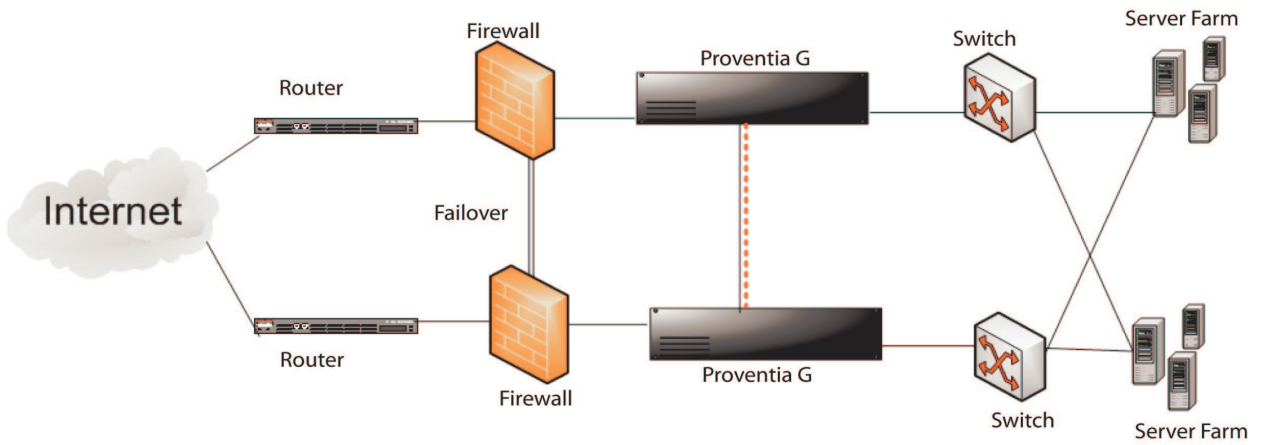 Firewall
Server Farm
Switch
Proventia G
Router
Internet
Failover
Router
Proventia G
Firewall
Switch
Server Farm